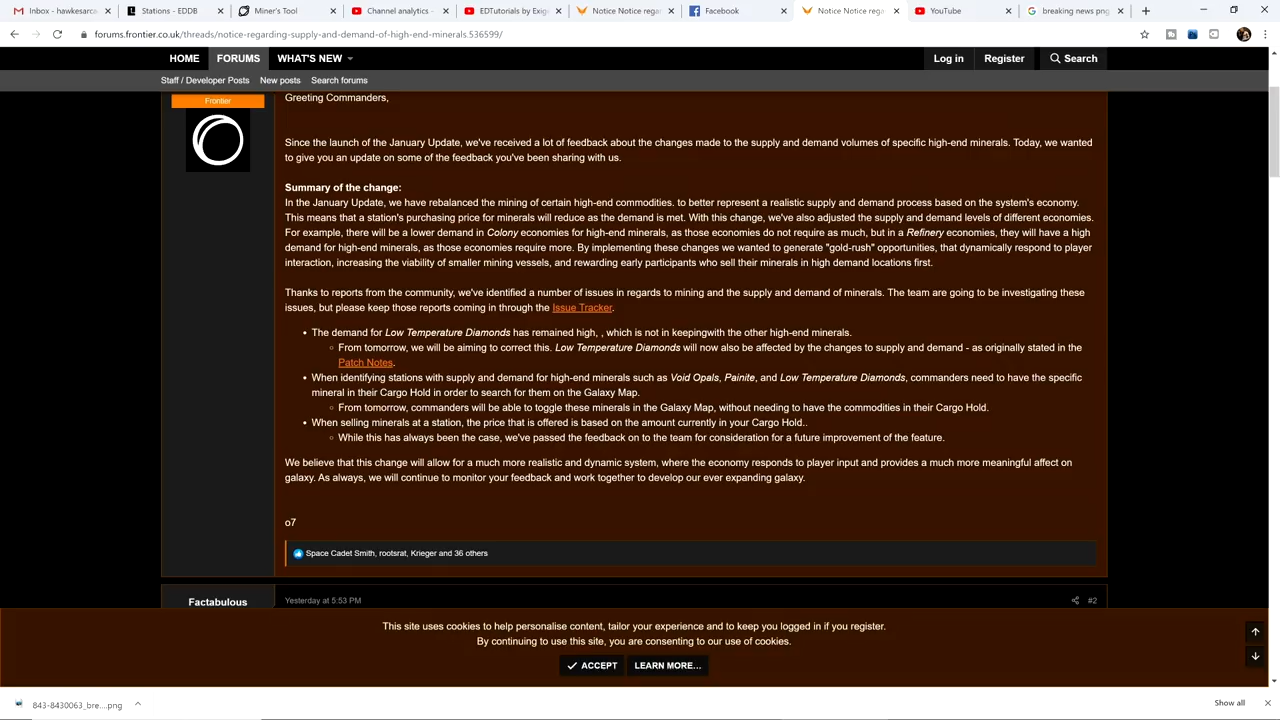 Inbox - hawkesarc
Stations - EDDB
Miner's Tool
Channel analytics -
EDTutorials by Exig
Notice Notice rega
Facebook
Notice Notice rega
YouTube
breaking news png
forums.frontier.co.uk/threads/notice-regarding-supply-and-demand-of-high-end-minerals.536599/
HOME FORUMS WHAT'S NEW Log in Register Search
Staff / Developer Posts New posts Search forums
Frontier
Greeting Commanders,
Since the launch of the January Update, we've received a lot of feedback about the changes made to the supply and demand volumes of specific high-end minerals. Today, we wanted
to give you an update on some of the feedback you've been sharing with us.
Summary of the change:
In the January Update, we have rebalanced the mining of certain high-end commodities. to better represent a realistic supply and demand process based on the system's economy.
This means that a station's purchasing price for minerals will reduce as the demand is met. With this change, we've also adjusted the supply and demand levels of different economies.
For example, there will be a lower demand in Colony economies for high-end minerals, as those economies do not require as much, but in a Refinery economies, they will have a high
demand for high-end minerals, as those economies require more. By implementing these changes we wanted to generate "gold-rush" opportunities, that dynamically respond to player
interaction, increasing the viability of smaller mining vessels, and rewarding early participants who sell their minerals in high demand locations first.
Thanks to reports from the community, we've identified a number of issues in regards to mining and the supply and demand of minerals. The team are going to be investigating these
issues, but please keep those reports coming in through the Issue Tracker.
• The demand for Low Temperature Diamonds has remained high, , which is not in keepingwith the other high-end minerals.
○ From tomorrow, we will be aiming to correct this. Low Temperature Diamonds will now also be affected by the changes to supply and demand - as originally stated in the
Patch Notes.
• When identifying stations with supply and demand for high-end minerals such as Void Opals, Painite, and Low Temperature Diamonds, commanders need to have the specific
mineral in their Cargo Hold in order to search for them on the Galaxy Map.
○ From tomorrow, commanders will be able to toggle these minerals in the Galaxy Map, without needing to have the commodities in their Cargo Hold.
• When selling minerals at a station, the price that is offered is based on the amount currently in your Cargo Hold..
○ While this has always been the case, we've passed the feedback on to the team for consideration for a future improvement of the feature.
We believe that this change will allow for a much more realistic and dynamic system, where the economy responds to player input and provides a much more meaningful affect on
galaxy. As always, we will continue to monitor your feedback and work together to develop our ever expanding galaxy.
o7
Space Cadet Smith, rootsrat, Krieger and 36 others
Factabulous
Yesterday at 5:53 PM
#2
This site uses cookies to help personalise content, tailor your experience and to keep you logged in if you register.
By continuing to use this site, you are consenting to our use of cookies.
ACCEPT LEARN MORE...
843-8430063_bre....png
Show all